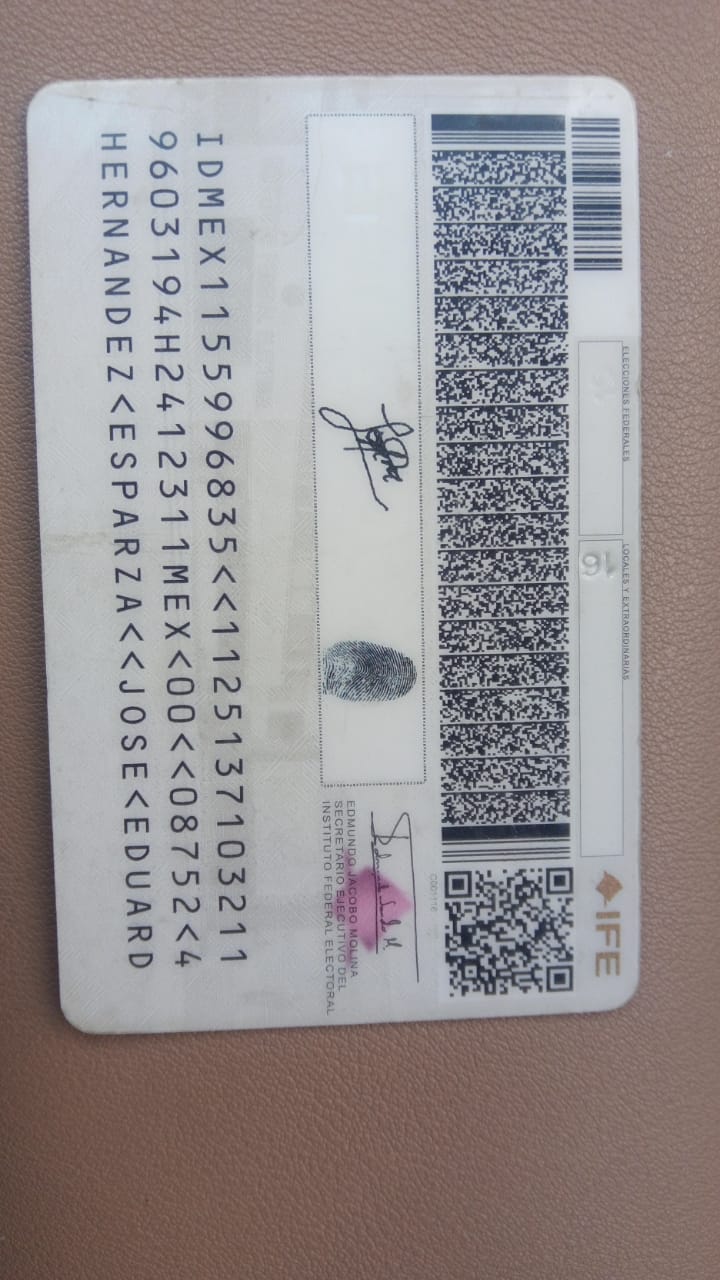 ELECCIONES FEDERALES
LOCALES Y EXTRAORDINARIAS
16
IFE
EDMUNDO JACOBO MOLINA
SECRETARIO EJECUTIVO DEL
INSTITUTO FEDERAL ELECTORAL
IDMEX1155996835<<1125137103211
9603194H2412311MEX<00<<08752<4
HERNANDEZ<ESPARZA<<JOSE<EDUARD